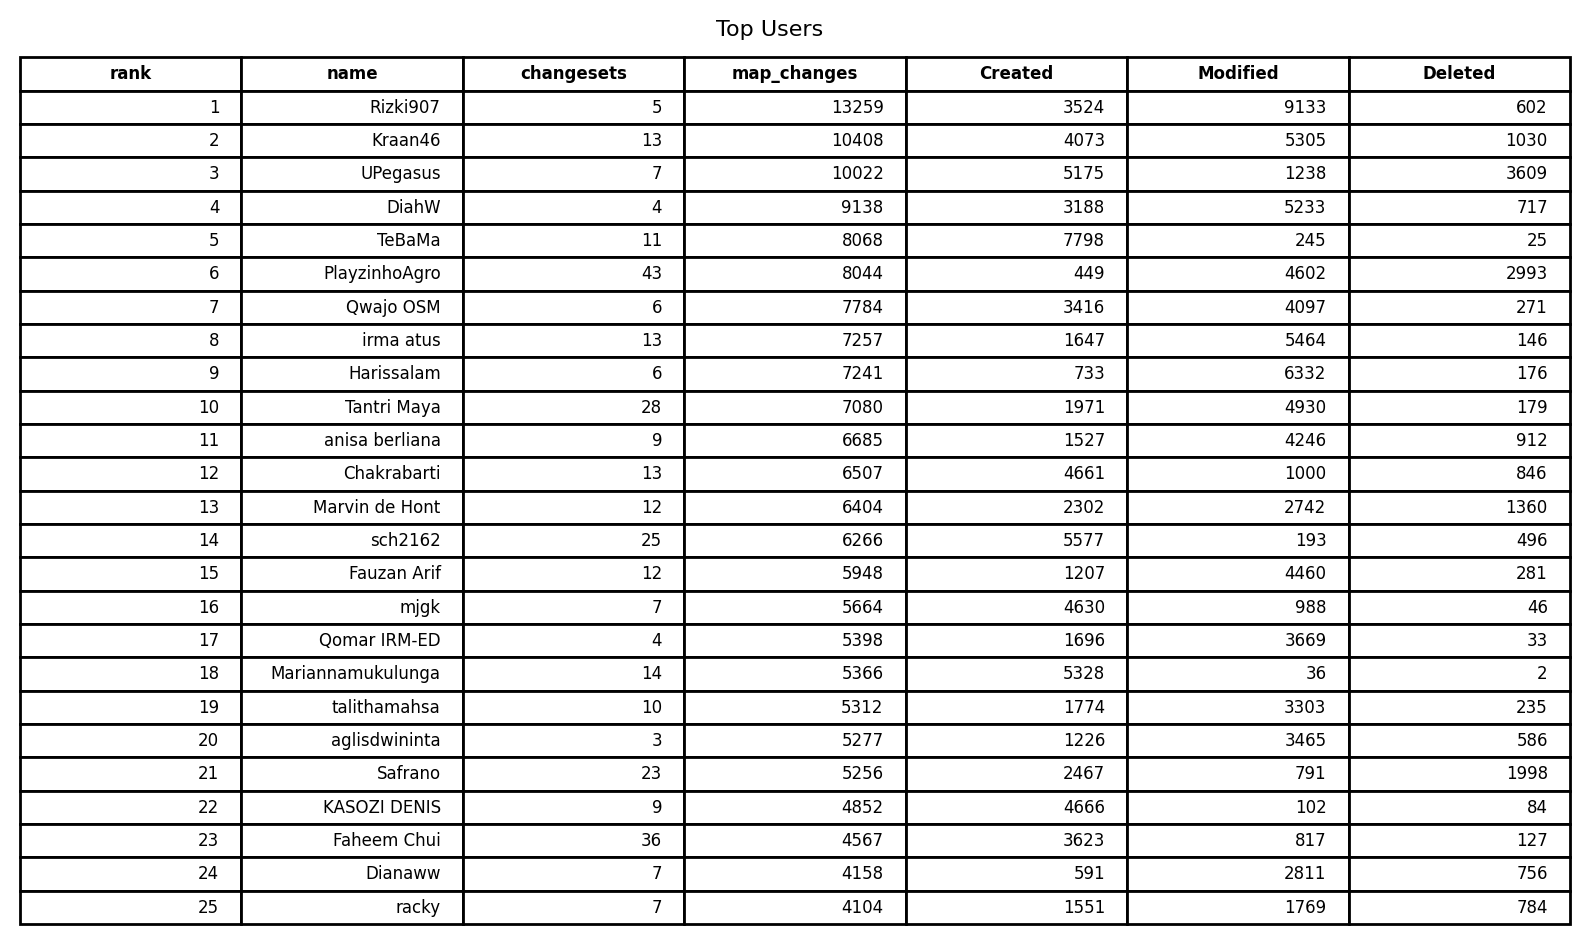 Top Users
rank name changesets map_changes Created Modified Deleted
1 Rizki907 5 13259 3524 9133 602
2 Kraan46 13 10408 4073 5305 1030
3 UPegasus 7 10022 5175 1238 3609
4 DiahW 4 9138 3188 5233 717
5 TeBaMa 11 8068 7798 245 25
6 PlayzinhoAgro 43 8044 449 4602 2993
7 Qwajo OSM 6 7784 3416 4097 271
8 irma atus 13 7257 1647 5464 146
9 Harissalam 6 7241 733 6332 176
10 Tantri Maya 28 7080 1971 4930 179
11 anisa berliana 9 6685 1527 4246 912
12 Chakrabarti 13 6507 4661 1000 846
13 Marvin de Hont 12 6404 2302 2742 1360
14 sch2162 25 6266 5577 193 496
15 Fauzan Arif 12 5948 1207 4460 281
16 mjgk 7 5664 4630 988 46
17 Qomar IRM-ED 4 5398 1696 3669 33
18 Mariannamukulunga 14 5366 5328 36 2
19 talithamahsa 10 5312 1774 3303 235
20 aglisdwininta 3 5277 1226 3465 586
21 Safrano 23 5256 2467 791 1998
22 KASOZI DENIS 9 4852 4666 102 84
23 Faheem Chui 36 4567 3623 817 127
24 Dianaww 7 4158 591 2811 756
25 racky 7 4104 1551 1769 784